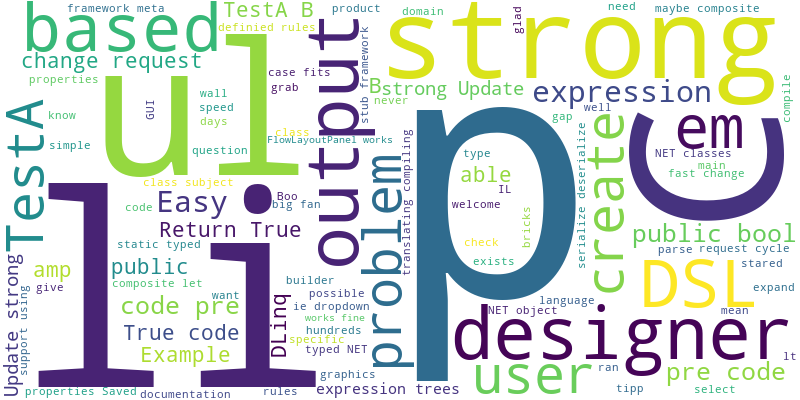 framework meta
TestA B
product
domain
glad
need
maybe composite
based
definied rules
strong
change request
output
case fits
grab
stub framework
properties
ul
wall
speed
days
GUI
Bstrong Update
never
expression
compile
know
simple
TestA
question
class
FlowLayoutPanel works
gap
well
em
c
NET classes
main
fast change
p
type
able
IL
welcome
create
class subject
li
code
Easy
Boo
big fan
problem
translating compiling
check
bricks
exists
serialize deserialize
public bool
Return True
static typed
parse
request cycle
stared
amp
give
public
composite let
want
builder
possible
ie dropdown
works fine
hundreds
specific
typed NET
DLinq
language
DSL
expand
mean
NET object
designer
Update strong
support using
code pre
True code
Example
lt
user
ran
tipp
pre code
select
properties Saved
documentation
rules
graphics
expression trees